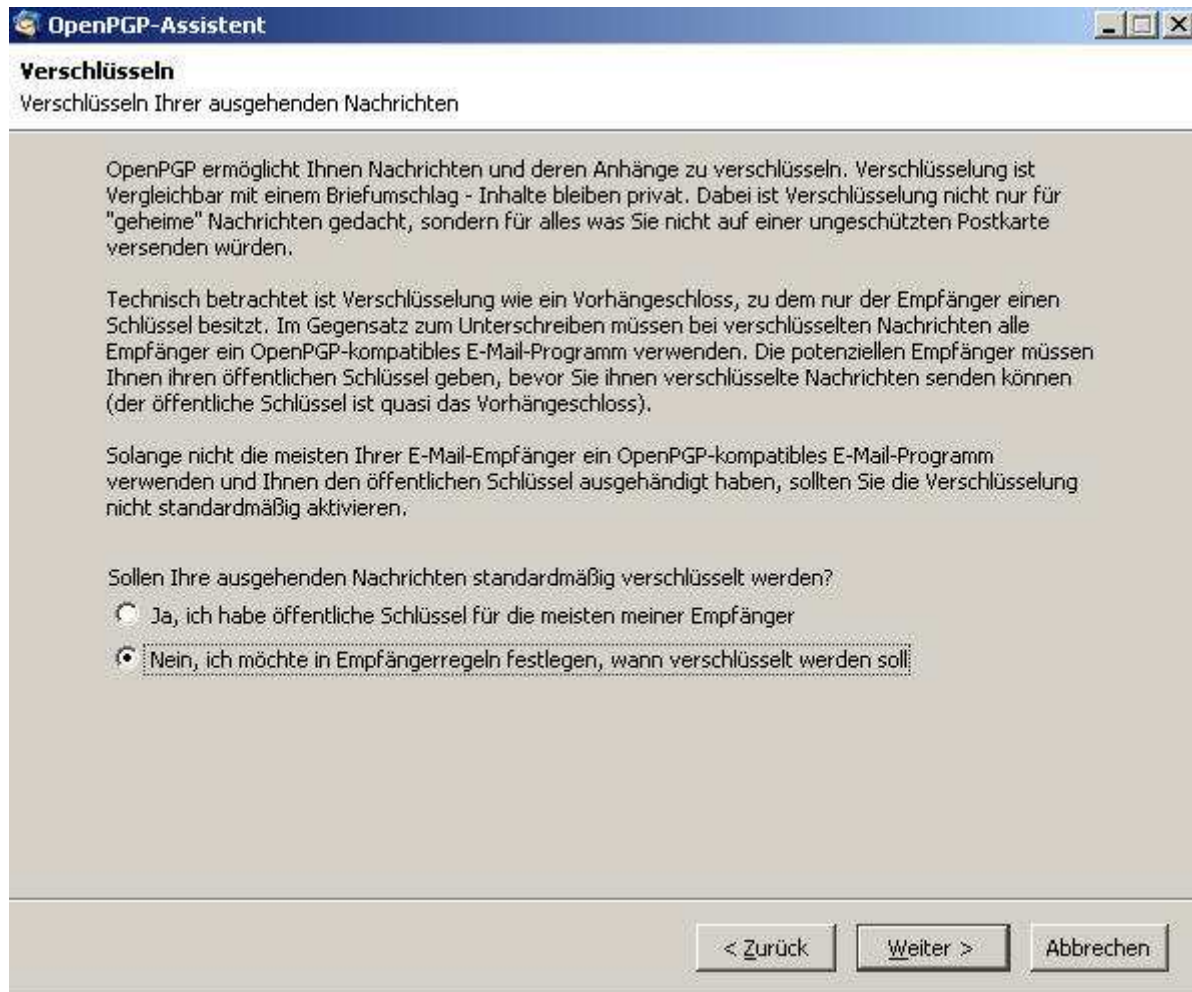 OpenPGP-Assistent
Verschlüsseln
Verschlüsseln Ihrer ausgehenden Nachrichten
OpenPGP ermöglicht Ihnen Nachrichten und deren Anhänge zu verschlüsseln. Verschlüsselung ist
Vergleichbar mit einem Briefumschlag - Inhalte bleiben privat. Dabei ist Verschlüsselung nicht nur für
"geheime" Nachrichten gedacht, sondern für alles was Sie nicht auf einer ungeschützten Postkarte
versenden würden.
Technisch betrachtet ist Verschlüsselung wie ein Vorhängeschloss, zu dem nur der Empfänger einen
Schlüssel besitzt. Im Gegensatz zum Unterschreiben müssen bei verschlüsselten Nachrichten alle
Empfänger ein OpenPGP-kompatibles E-Mail-Programm verwenden. Die potenziellen Empfänger müssen
Ihnen ihren öffentlichen Schlüssel geben, bevor Sie ihnen verschlüsselte Nachrichten senden können
(der öffentliche Schlüssel ist quasi das Vorhängeschloss).
Solange nicht die meisten Ihrer E-Mail-Empfänger ein OpenPGP-kompatibles E-Mail-Programm
verwenden und Ihnen den öffentlichen Schlüssel ausgehändigt haben, sollten Sie die Verschlüsselung
nicht standardmäßig aktivieren.
Sollen Ihre ausgehenden Nachrichten standardmäßig verschlüsselt werden?
Ja, ich habe öffentliche Schlüssel für die meisten meiner Empfänger
Nein, ich möchte in Empfängerregeln festlegen, wann verschlüsselt werden soll
< Zurück
Weiter >
Abbrechen